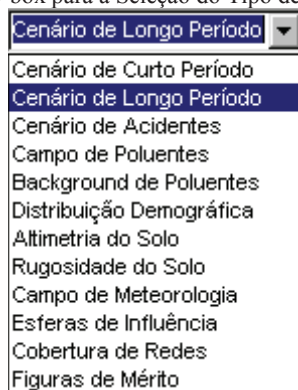 box para a Seleção do Tipo de
Cenário de Longo Período
Cenário de Curto Período
Cenário de Longo Período
Cenário de Acidentes
Campo de Poluentes
Background de Poluentes
Distribuição Demográfica
Altimetria do Solo
Rugosidade do Solo
Campo de Meteorologia
Esferas de Influência
Cobertura de Redes
Figuras de Mérito